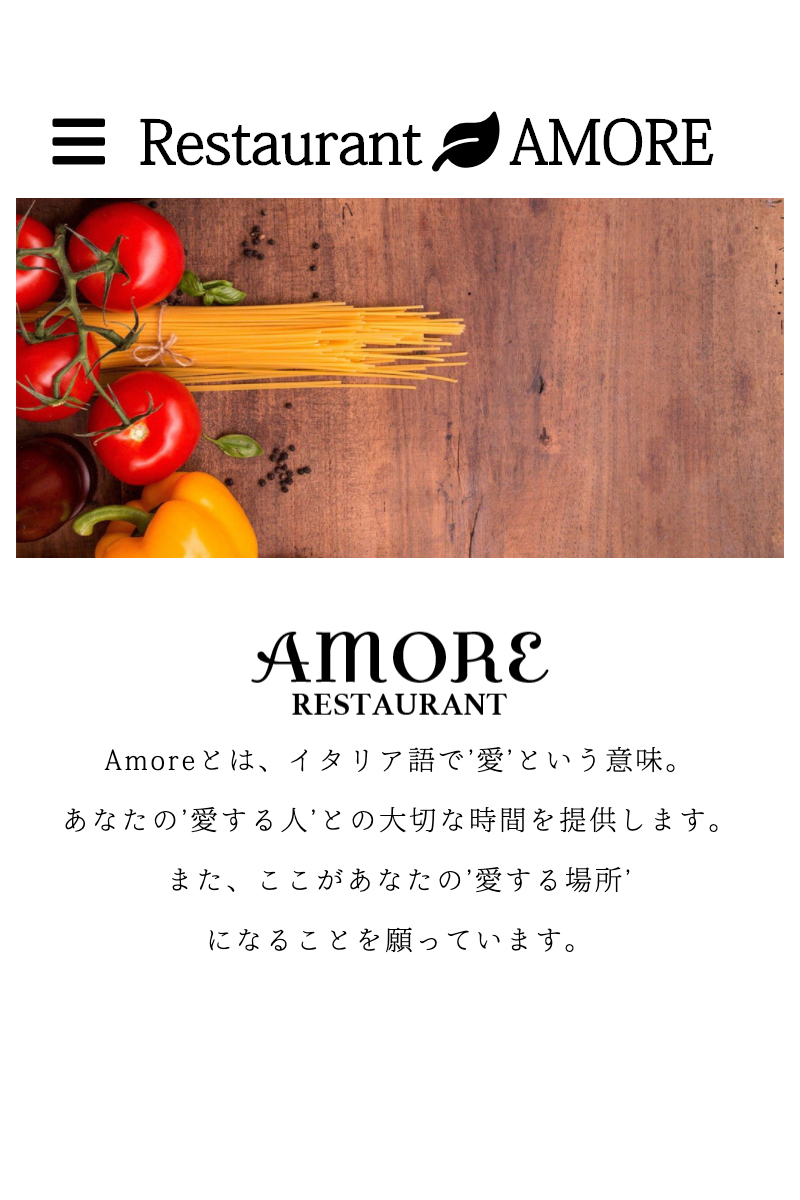 Restaurant AMORE
AMORE
RESTAURANT
Amoreとは、イタリア語で’愛’という意味。
あなたの’愛する人’との大切な時間を提供します。
また、ここがあなたの’愛する場所’
になることを願っています。